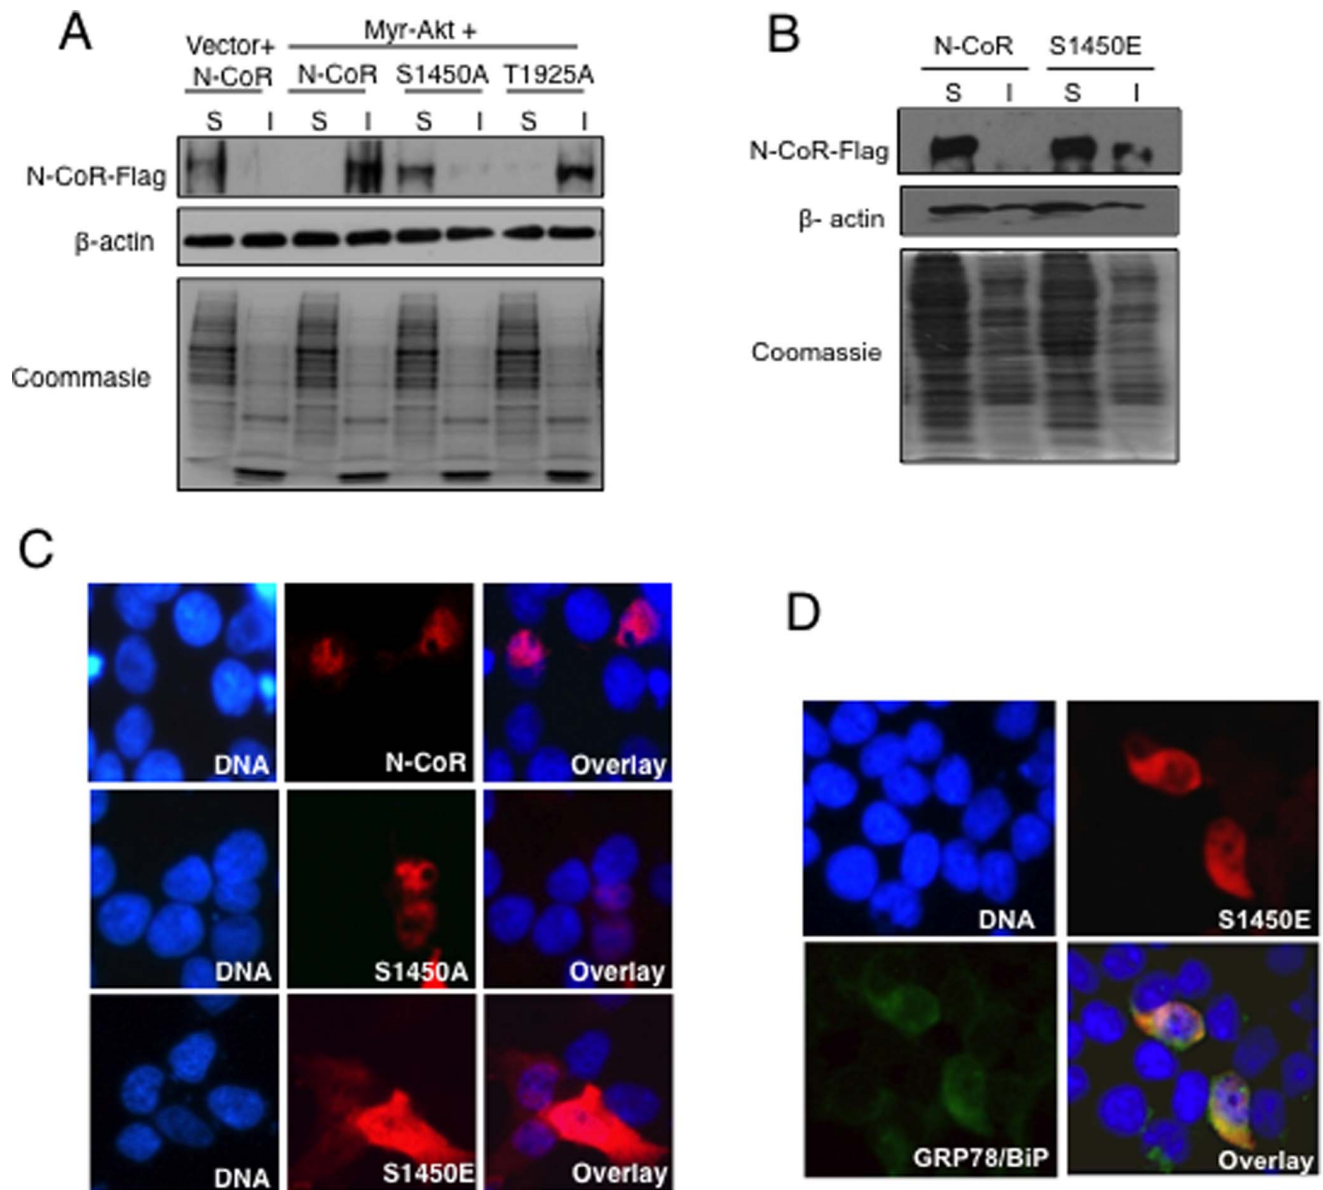 A
Myr-Akt +
Vector+
N-CoR N-CoR S1450A T1925A
S I S I S I S I
N-CoR-Flag
β-actin
Coommasie
B
N-CoR S1450E
S I S I
N-CoR-Flag
β- actin
Coomassie
C
DNA N-CoR Overlay
DNA S1450A Overlay
DNA S1450E Overlay
D
DNA S1450E
GRP78/BiP Overlay